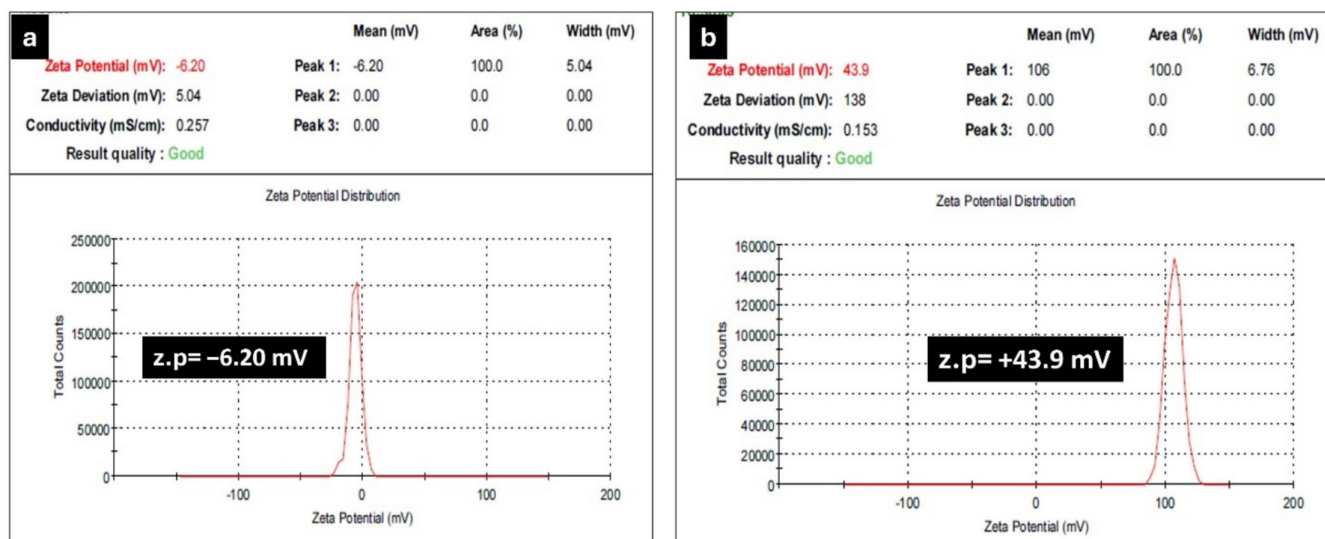 a
Mean (mV) Area (%) Width (mV)
Zeta Potential (mV): -6.20 Peak 1: -6.20 100.0 5.04
Zeta Deviation (mV): 5.04 Peak 2: 0.00 0.0 0.00
Conductivity (mS/cm): 0.257 Peak 3: 0.00 0.0 0.00
Result quality : Good
Zeta Potential Distribution
250000
200000
150000
100000
50000
0
Total Counts
z.p= −6.20 mV
-100 0 100 200
Zeta Potential (mV)
b
Mean (mV) Area (%) Width (mV)
Zeta Potential (mV): 43.9 Peak 1: 106 100.0 6.76
Zeta Deviation (mV): 138 Peak 2: 0.00 0.0 0.00
Conductivity (mS/cm): 0.153 Peak 3: 0.00 0.0 0.00
Result quality : Good
Zeta Potential Distribution
160000
140000
120000
100000
80000
60000
40000
20000
0
Total Counts
z.p= +43.9 mV
-100 0 100 200
Zeta Potential (mV)